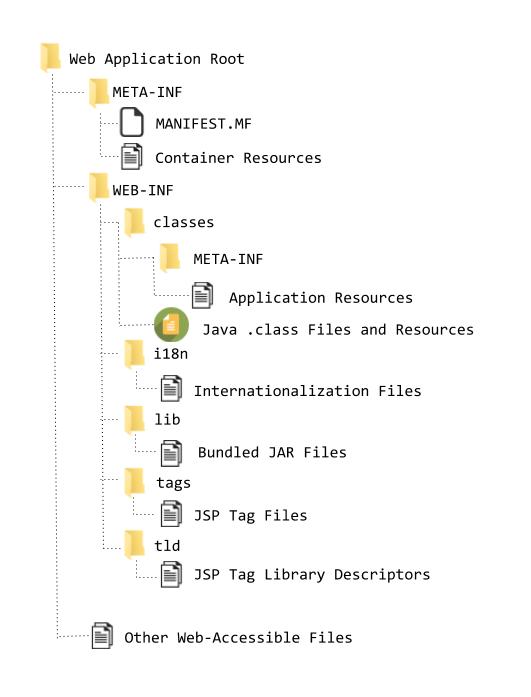 Web Application Root
META-INF
MANIFEST.MF
Container Resources
WEB-INF
classes
META-INF
Application Resources
Java .class Files and Resources
i18n
Internationalization Files
lib
Bundled JAR Files
tags
JSP Tag Files
tld
JSP Tag Library Descriptors
Other Web-Accessible Files